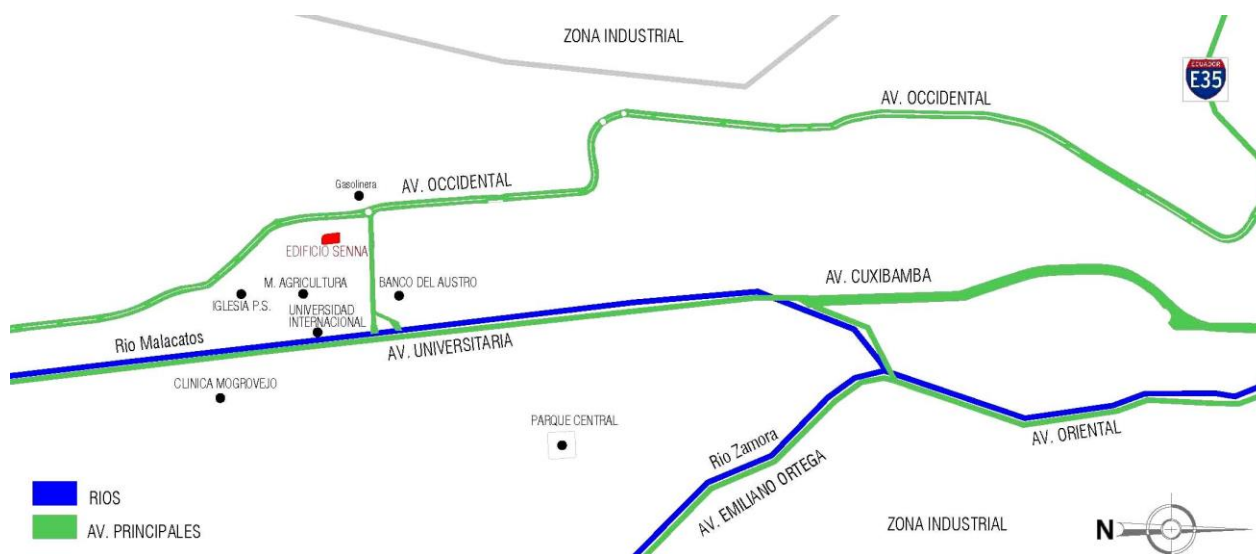 ZONA INDUSTRIAL
ECUADOR
E35
AV. OCCIDENTAL
Gasolinera
AV. OCCIDENTAL
EDIFICIO SENNA
AV. CUXIBAMBA
M. AGRICULTURA
BANCO DEL AUSTRO
IGLESIA P.S.
UNIVERSIDAD
INTERNACIONAL
Rio Malacatos
AV. UNIVERSITARIA
CLINICA MOGROVEJO
PARQUE CENTRAL
Rio Zamora
AV. ORIENTAL
AV. EMILIANO ORTEGA
RIOS
ZONA INDUSTRIAL
AV. PRINCIPALES
N